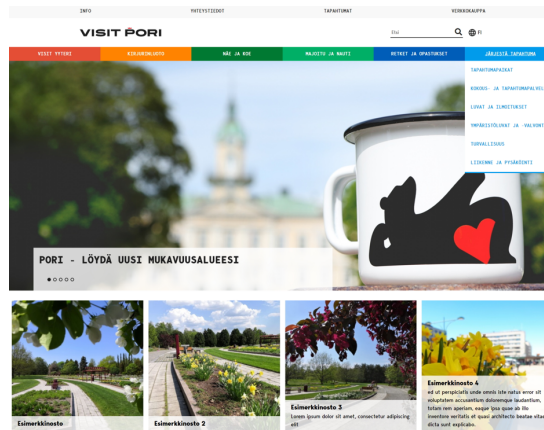 INFO
YHTEYSTIEDOT
TAPAHTUMAT
VERKKOKAUPPA
VISIT PORI
Etsi
FI
VISIT YYTERI
KIRJURINLUOTO
NÄE JA KOE
MAJOITU JA NAUTI
RETKET JA OPASTUKSET
JÄRJESTÄ TAPAHTUMA
TAPAHTUMAPAIKAT
KOKOUS- JA TAPAHTUMAPALVEL
LUVAT JA ILMOITUKSET
YMPÄRISTÖLUVAT JA -VALVONT
TURVALLISUUS
LIIKENNE JA PYSÄKÖINTI
PORI - LÖYDÄ UUSI MUKAVUUSALUEESI
Esimerkkinosto
Esimerkkinosto 2
Esimerkkinosto 3
Lorem ipsum dolor sit amet, consectetur adipiscing
elit
Esimerkkinosto 4
ed ut perspiciatis unde omnis iste natus error sit
voluptatem accusantium doloremque laudantium,
totam rem aperiam, eaque ipsa quae ab illo
inventore veritatis et quasi architecto beatae vitae
dicta sunt explicabo.